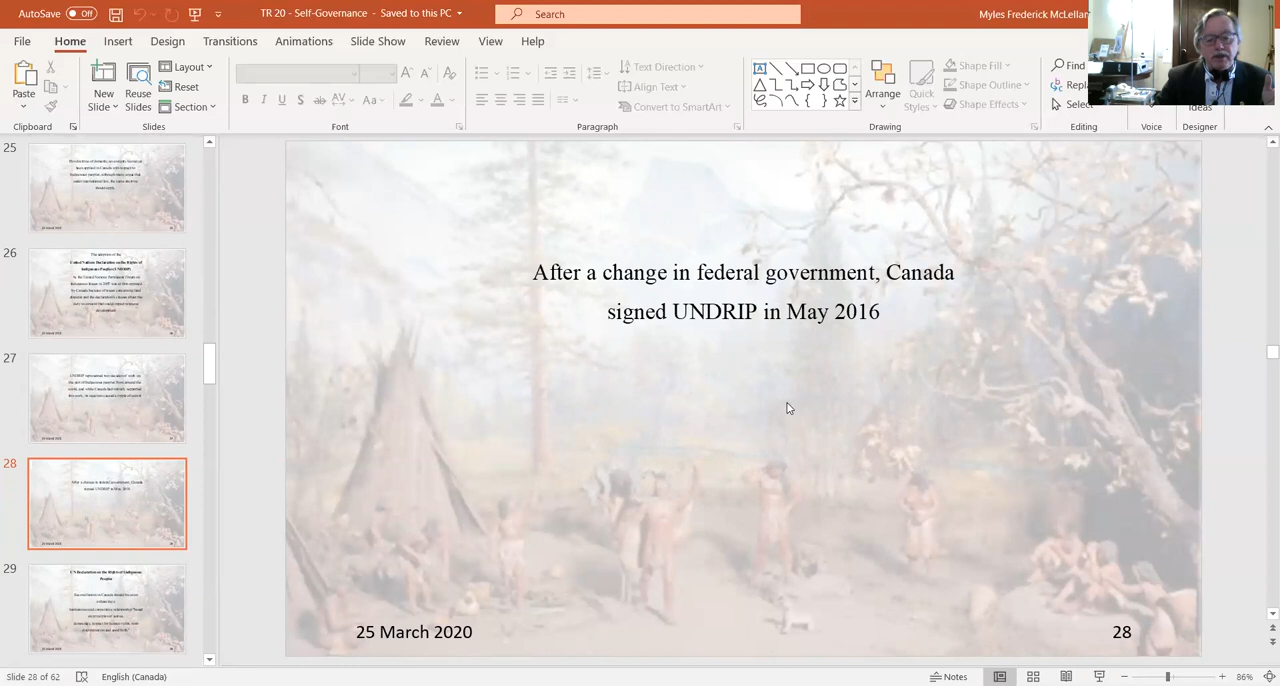 AutoSave Off
TR 20 - Self-Governance - Saved to this PC
Search
Myles Frederick McLellan
File Home Insert Design Transitions Animations Slide Show Review View Help
Paste
New
Slide
Reuse
Slides
Layout
Reset
Section
Text Direction
Align Text
Convert to SmartArt
Arrange
Quick
Styles
Shape Fill
Shape Outline
Shape Effects
Find
Select
Ideas
Clipboard Slides Font Paragraph Drawing Editing Voice Designer
25
26
27
28
29
After a change in federal government, Canada
signed UNDRIP in May 2016
25 March 2020
28
Slide 28 of 62 English (Canada) Notes 86%